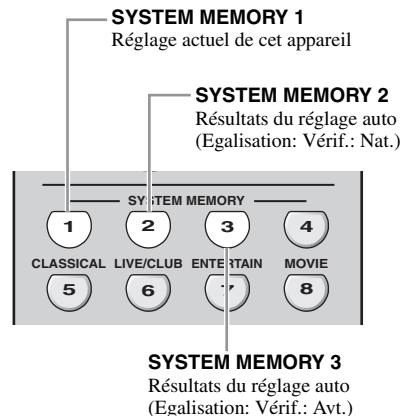 SYSTEM MEMORY 1
Réglage actuel de cet appareil
SYSTEM MEMORY 2
Résultats du réglage auto
(Egalisation: Vérif.: Nat.)
SYSTEM MEMORY
1 2 3 4
CLASSICAL LIVE/CLUB ENTERTAIN MOVIE
5 6 7 8
SYSTEM MEMORY 3
Résultats du réglage auto
(Egalisation: Vérif.: Avt.)